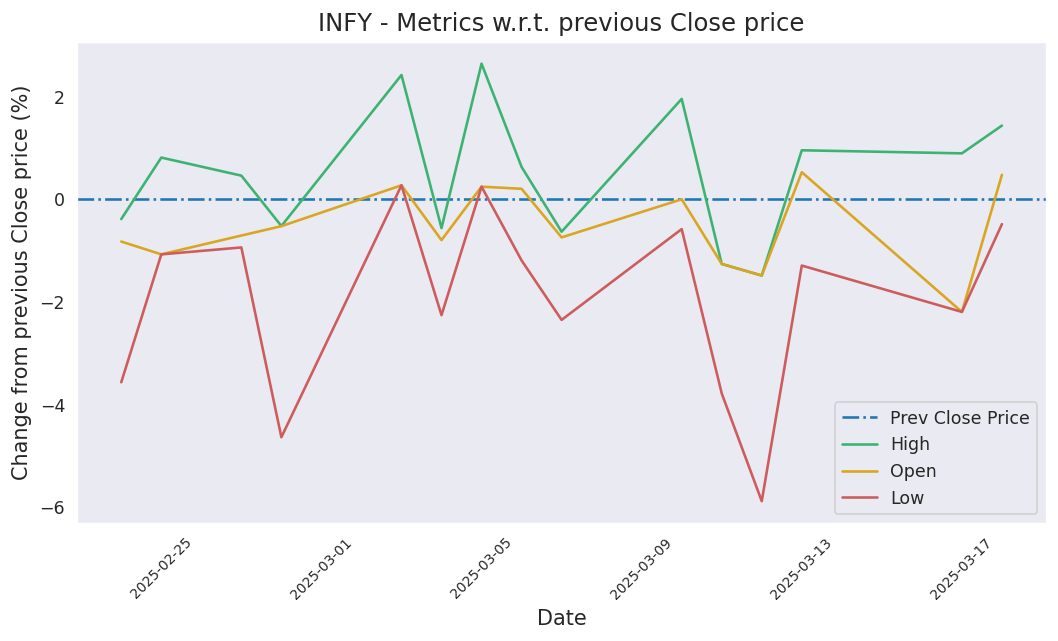 INFY - Metrics w.r.t. previous Close price
Change from previous Close price (%)
2
0
−2
−4
−6
Prev Close Price
High
Open
Low
2025-02-25
2025-03-01
2025-03-05
2025-03-09
2025-03-13
2025-03-17
Date